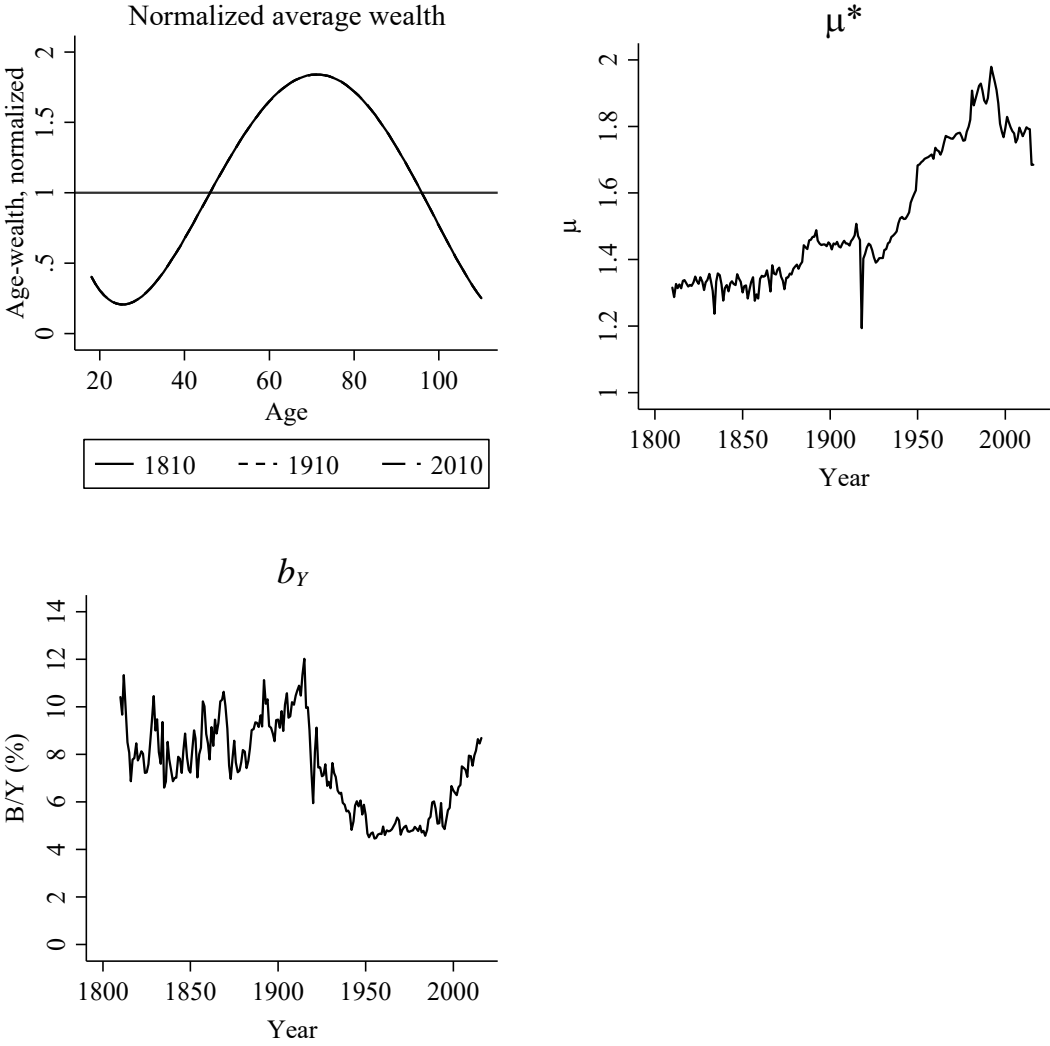 Normalized average wealth
Age-wealth, normalized
2
1.5
1
.5
0
20 40 60 80 100
Age
1810 1910 2010
μ*
μ
2
1.8
1.6
1.4
1.2
1
1800 1850 1900 1950 2000
Year
bY
B/Y (%)
14
12
10
8
6
4
2
0
1800 1850 1900 1950 2000
Year